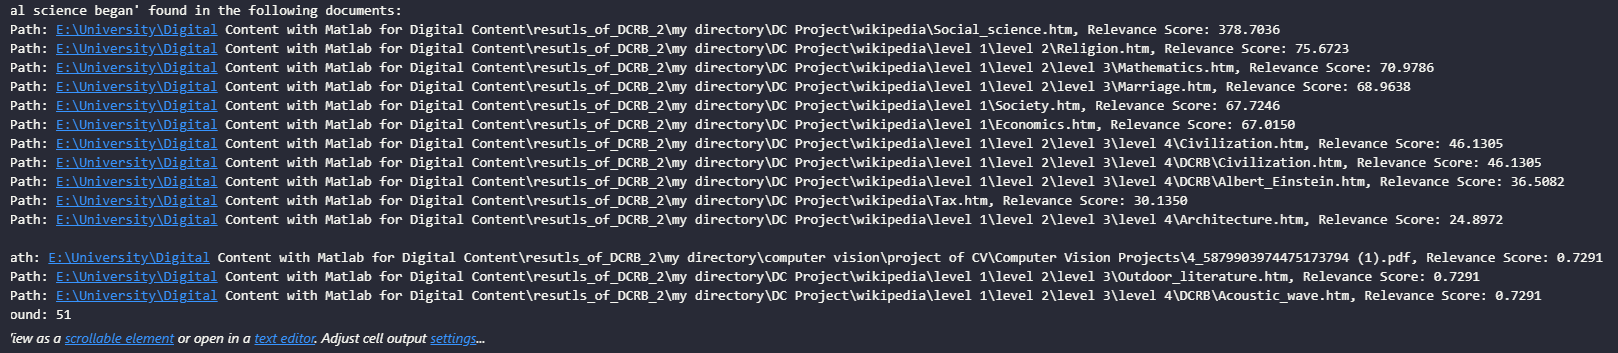 al science began' found in the following documents:
Path: E:\University\Digital Content with Matlab for Digital Content\resutls_of_DCRB_2\my directory\DC Project\wikipedia\Social_science.htm, Relevance Score: 378.7036
Path: E:\University\Digital Content with Matlab for Digital Content\resutls_of_DCRB_2\my directory\DC Project\wikipedia\level 1\level 2\Religion.htm, Relevance Score: 75.6723
Path: E:\University\Digital Content with Matlab for Digital Content\resutls_of_DCRB_2\my directory\DC Project\wikipedia\level 1\level 2\level 3\Mathematics.htm, Relevance Score: 70.9786
Path: E:\University\Digital Content with Matlab for Digital Content\resutls_of_DCRB_2\my directory\DC Project\wikipedia\level 1\level 2\level 3\Marriage.htm, Relevance Score: 68.9638
Path: E:\University\Digital Content with Matlab for Digital Content\resutls_of_DCRB_2\my directory\DC Project\wikipedia\level 1\Society.htm, Relevance Score: 67.7246
Path: E:\University\Digital Content with Matlab for Digital Content\resutls_of_DCRB_2\my directory\DC Project\wikipedia\level 1\Economics.htm, Relevance Score: 67.0150
Path: E:\University\Digital Content with Matlab for Digital Content\resutls_of_DCRB_2\my directory\DC Project\wikipedia\level 1\level 2\level 3\level 4\Civilization.htm, Relevance Score: 46.1305
Path: E:\University\Digital Content with Matlab for Digital Content\resutls_of_DCRB_2\my directory\DC Project\wikipedia\level 1\level 2\level 3\level 4\DCRB\Civilization.htm, Relevance Score: 46.1305
Path: E:\University\Digital Content with Matlab for Digital Content\resutls_of_DCRB_2\my directory\DC Project\wikipedia\level 1\level 2\level 3\level 4\DCRB\Albert_Einstein.htm, Relevance Score: 36.5082
Path: E:\University\Digital Content with Matlab for Digital Content\resutls_of_DCRB_2\my directory\DC Project\wikipedia\Tax.htm, Relevance Score: 30.1350
Path: E:\University\Digital Content with Matlab for Digital Content\resutls_of_DCRB_2\my directory\DC Project\wikipedia\level 1\level 2\level 3\level 4\Architecture.htm, Relevance Score: 24.8972
ath: E:\University\Digital Content with Matlab for Digital Content\resutls_of_DCRB_2\my directory\computer vision\project of CV\Computer Vision Projects\4_5879903974475173794 (1).pdf, Relevance Score: 0.7291
Path: E:\University\Digital Content with Matlab for Digital Content\resutls_of_DCRB_2\my directory\DC Project\wikipedia\level 1\level 2\level 3\Outdoor_literature.htm, Relevance Score: 0.7291
Path: E:\University\Digital Content with Matlab for Digital Content\resutls_of_DCRB_2\my directory\DC Project\wikipedia\level 1\level 2\level 3\level 4\DCRB\Acoustic_wave.htm, Relevance Score: 0.7291
ound: 51
'iew as a scrollable element or open in a text editor. Adjust cell output settings...